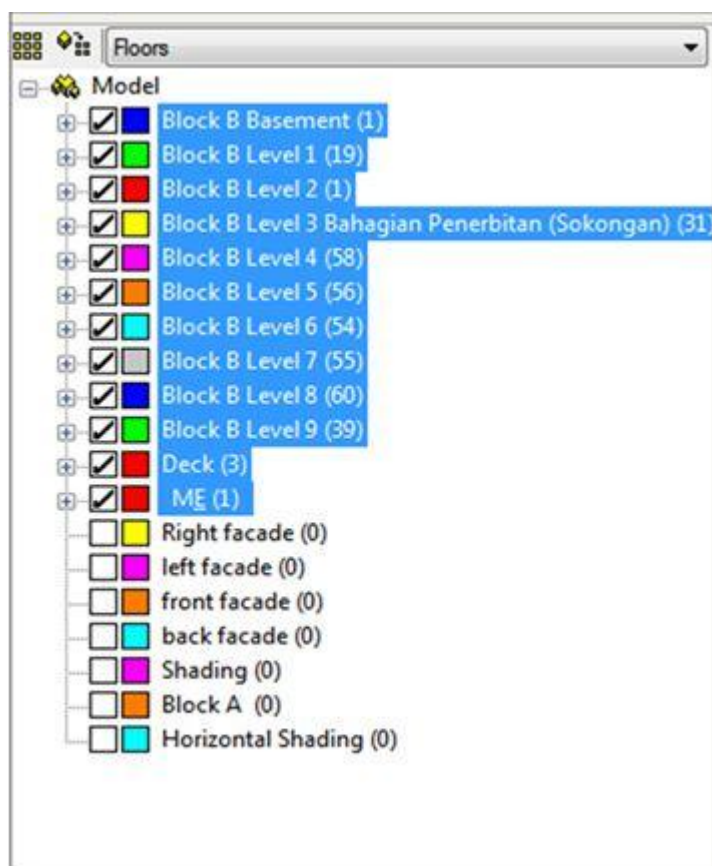 Floors
Model
Block B Basement (1)
Block B Level 1 (19)
Block B Level 2 (1)
Block B Level 3 Bahagian Penerbitan (Sokongan) (31)
Block B Level 4 (58)
Block B Level 5 (56)
Block B Level 6 (54)
Block B Level 7 (55)
Block B Level 8 (60)
Block B Level 9 (39)
Deck (3)
ME (1)
Right facade (0)
left facade (0)
front facade (0)
back facade (0)
Shading (0)
Block A (0)
Horizontal Shading (0)